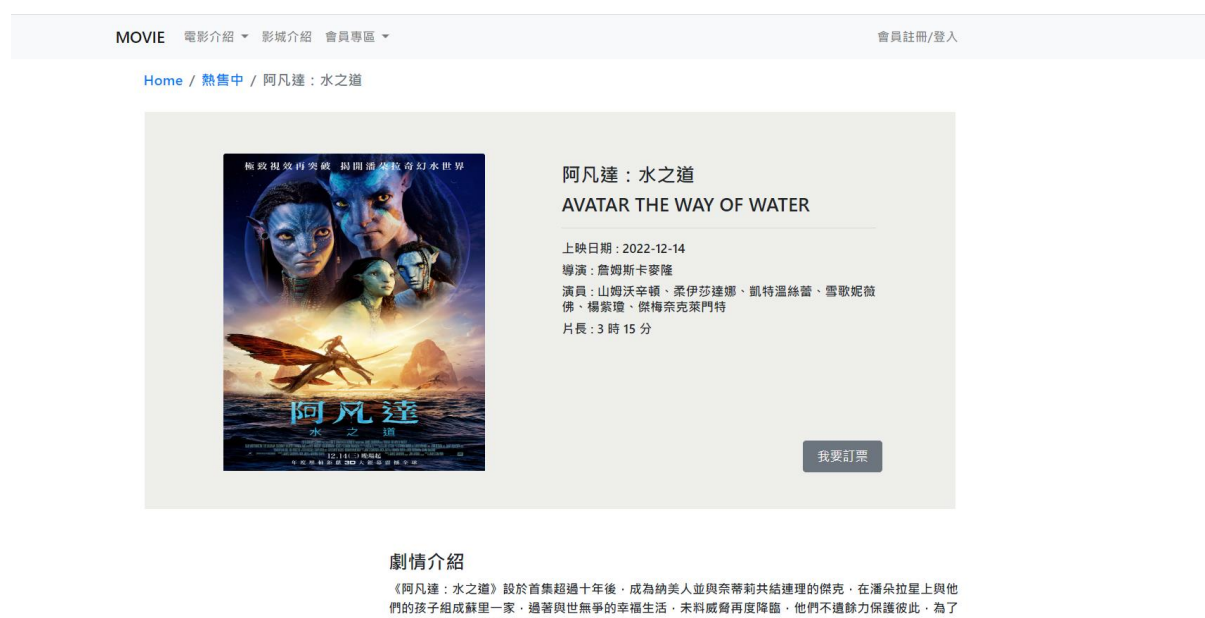 MOVIE 電影介紹 影城介紹 會員專區 會員註冊/登入
Home / 熱售中 / 阿凡達：水之道
極致視效再突破 揭開潘朵拉奇幻水世界
阿凡達
水之道
12.14(三)晚場起
阿凡達：水之道
AVATAR THE WAY OF WATER
上映日期 : 2022-12-14
導演 : 詹姆斯卡麥隆
演員 : 山姆沃辛頓、柔伊莎達娜、凱特溫絲蕾、雪歌妮薇
佛、楊紫瓊、傑梅奈克萊門特
片長 : 3 時 15 分
我要訂票
劇情介紹
《阿凡達：水之道》設於首集超過十年後，成為納美人並與奈蒂莉共結連理的傑克，在潘朵拉星上與他
們的孩子組成蘇里一家，過著與世無爭的幸福生活，未料威脅再度降臨，他們不遺餘力保護彼此，為了